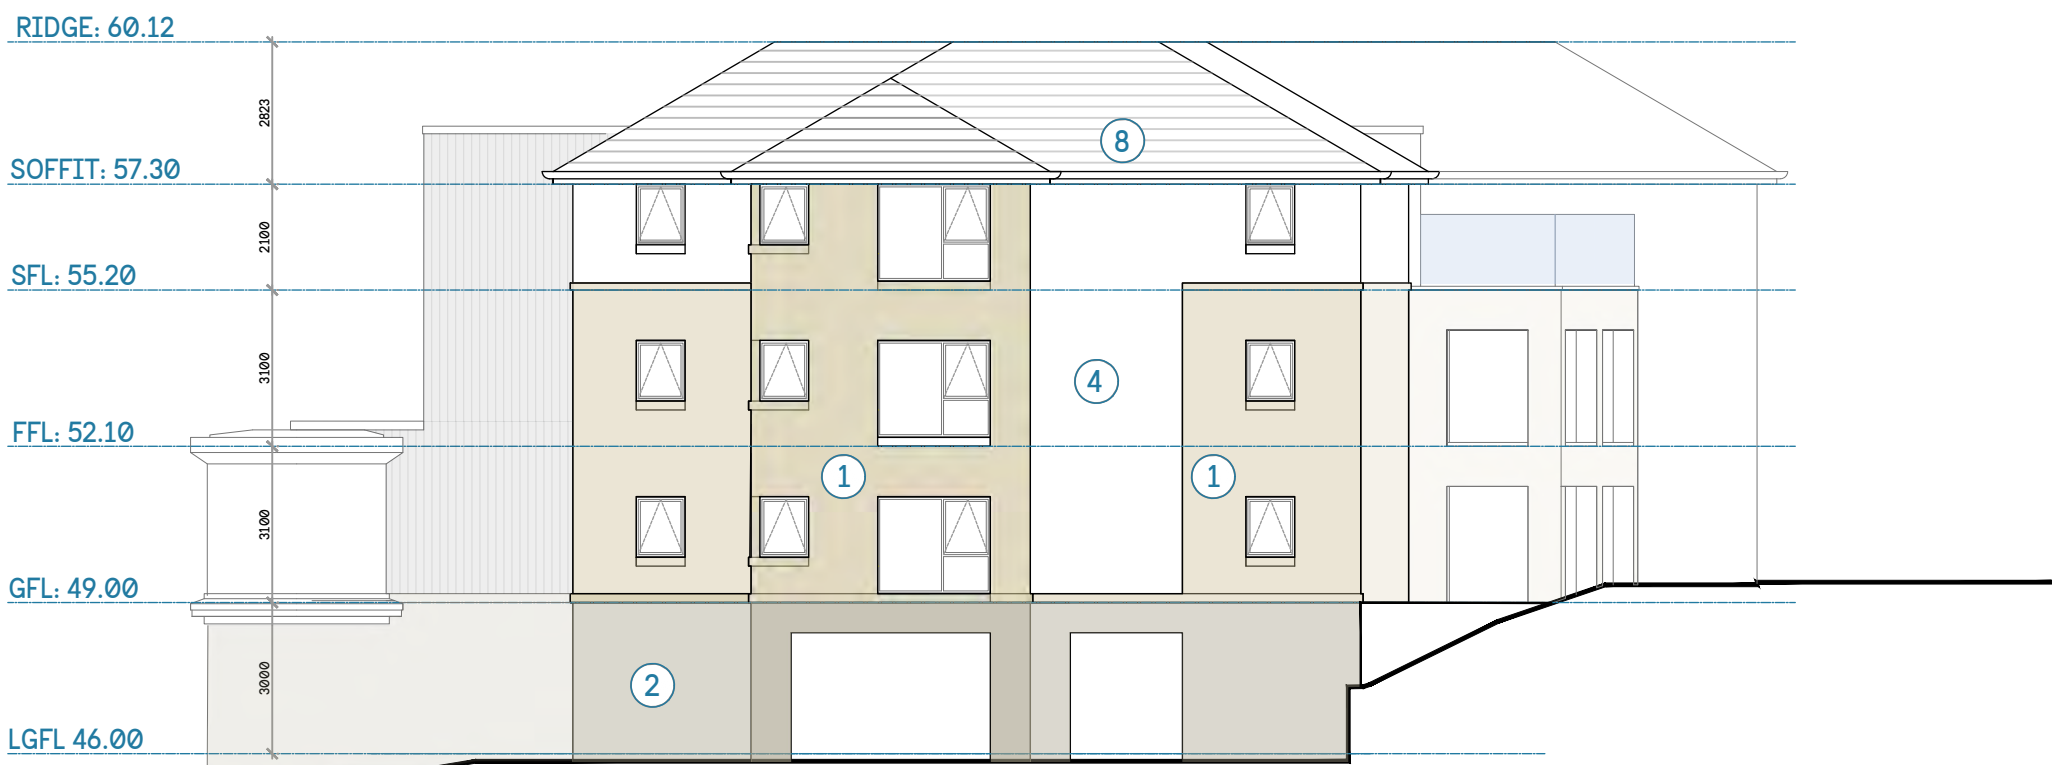 RIDGE: 60.12
2823
8
SOFFIT: 57.30
2100
SFL: 55.20
3100
4
FFL: 52.10
1
1
3100
GFL: 49.00
3000
2
LGFL 46.00